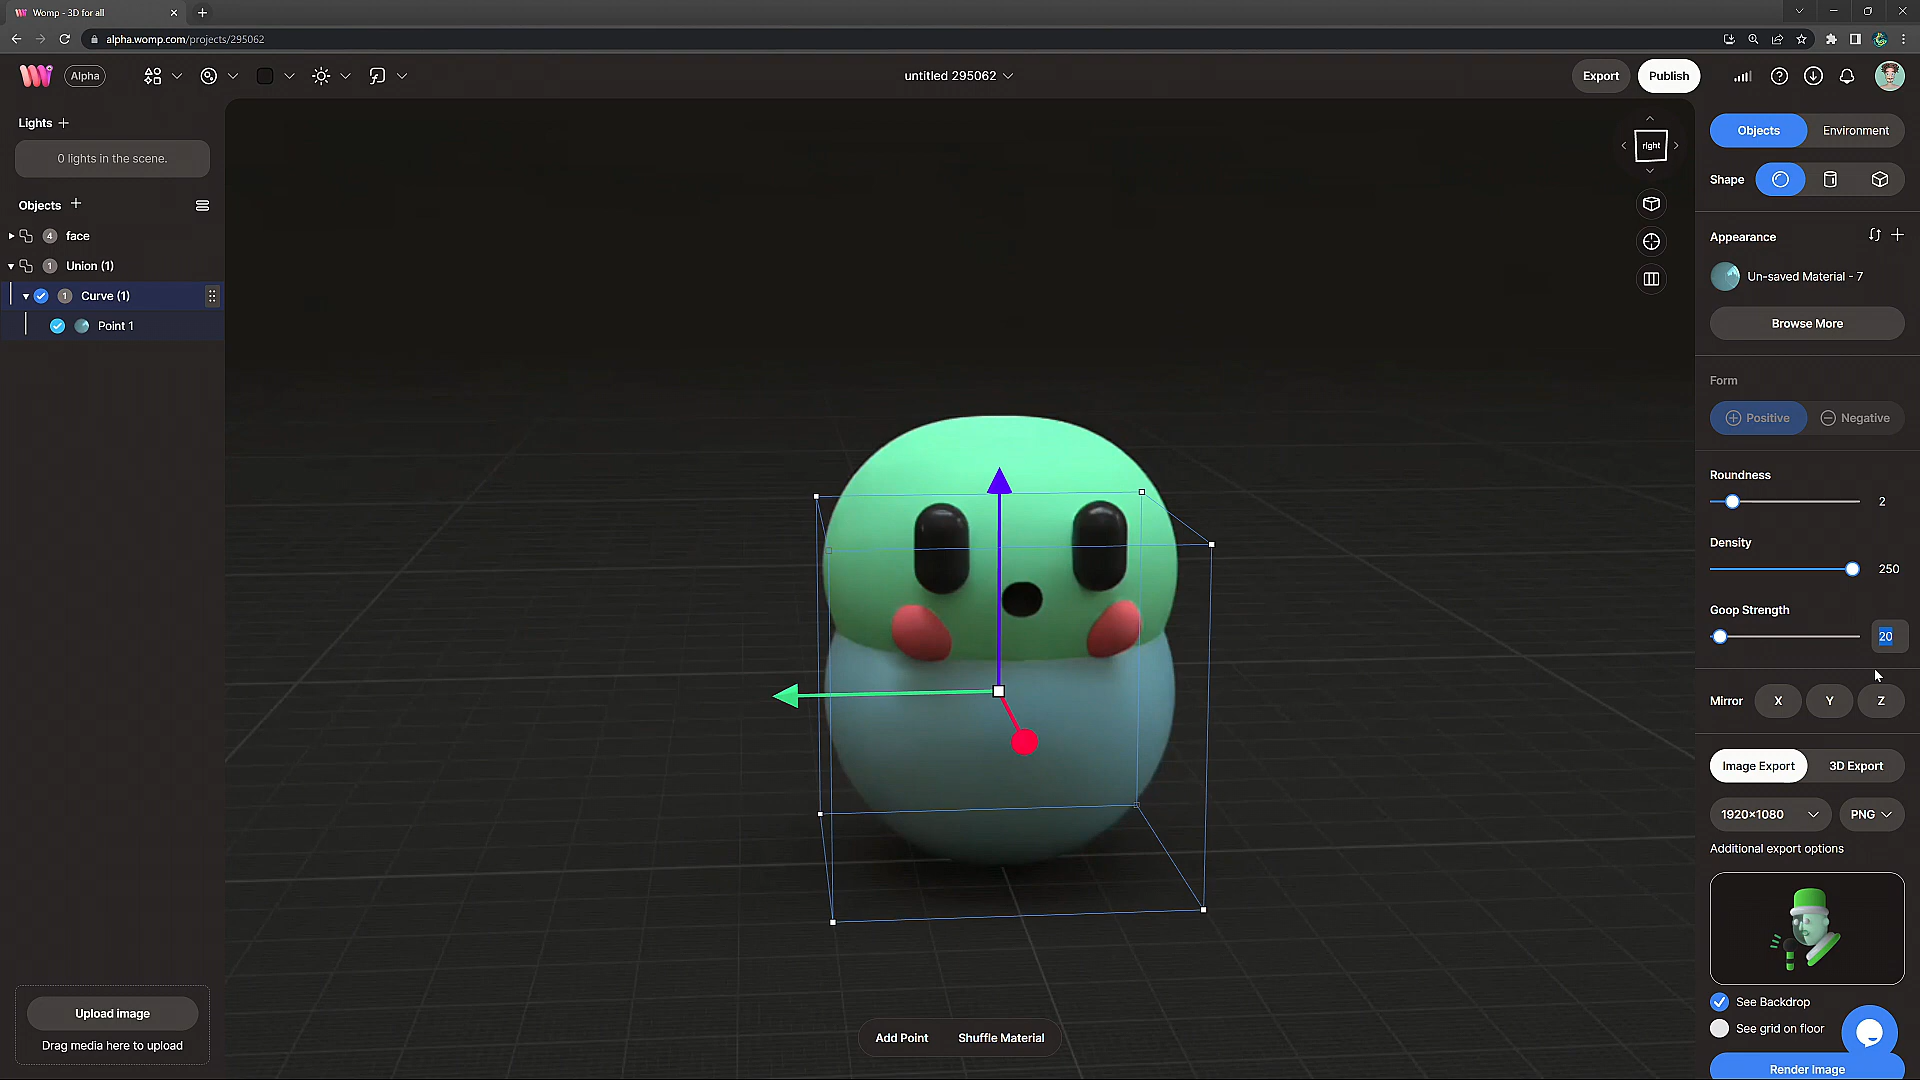 Womp - 3D for all
alpha.womp.com/projects/295062
Alpha
untitled 295062
Export
Publish
Lights
0 lights in the scene.
Objects
4 face
1 Union (1)
1 Curve (1)
Point 1
Upload image
Drag media here to upload
right
Add Point
Shuffle Material
Objects
Environment
Shape
Appearance
Un-saved Material - 7
Browse More
Form
Positive
Negative
Roundness
2
Density
250
Goop Strength
20
Mirror X Y Z
Image Export
3D Export
1920×1080
PNG
Additional export options
See Backdrop
See grid on floor
Render Image